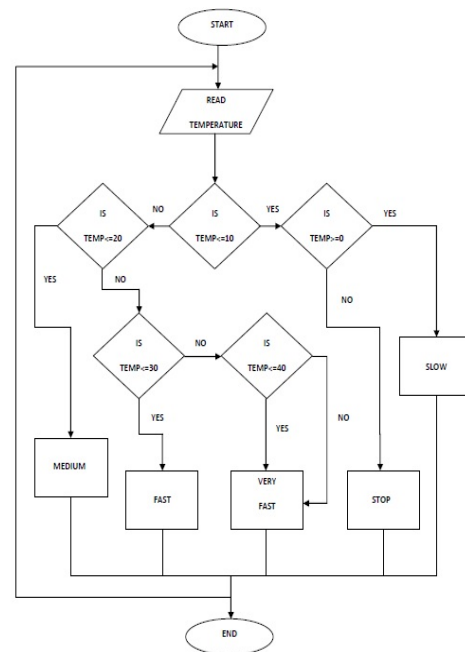 START
READ
TEMPERATURE
NO
YES
YES
IS
TEMP<=20
IS
TEMP<=10
IS
TEMP>=0
YES
NO
NO
IS
TEMP<=30
NO
IS
TEMP<=40
SLOW
YES
YES
NO
MEDIUM
FAST
VERY
FAST
STOP
END